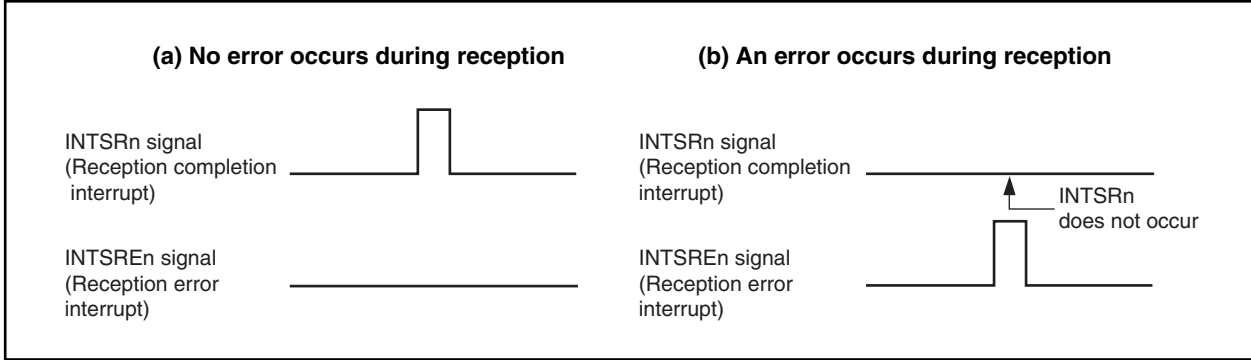 (a) No error occurs during reception
INTSRn signal
(Reception completion
interrupt)
INTSREn signal
(Reception error
interrupt)
(b) An error occurs during reception
INTSRn signal
(Reception completion
interrupt)
INTSRn
does not occur
INTSREn signal
(Reception error
interrupt)